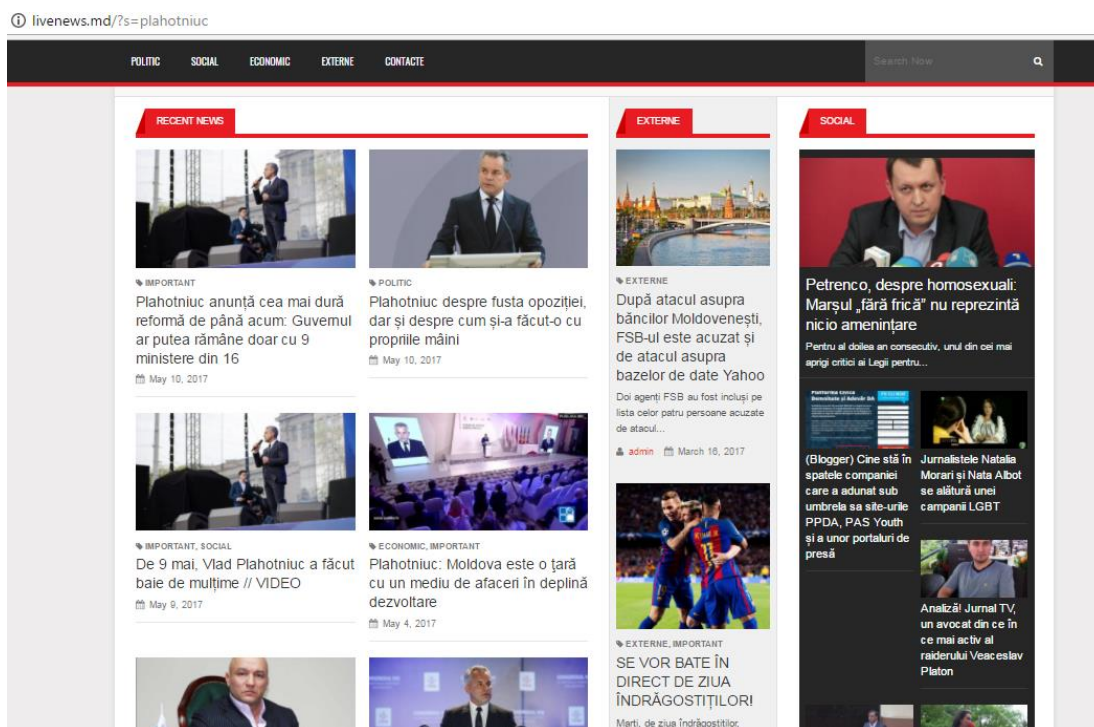 livenews.md/?s=plahotniuc
POLITIC SOCIAL ECONOMIC EXTERNE CONTACTE
Search Now
RECENT NEWS
IMPORTANT
Plahotniuc anunță cea mai dură
reformă de până acum: Guvernul
ar putea rămâne doar cu 9
ministere din 16
May 10, 2017
POLITIC
Plahotniuc despre fusta opoziției,
dar și despre cum și-a făcut-o cu
propriile mâini
May 10, 2017
IMPORTANT, SOCIAL
De 9 mai, Vlad Plahotniuc a făcut
baie de mulțime // VIDEO
May 9, 2017
ECONOMIC, IMPORTANT
Plahotniuc: Moldova este o țară
cu un mediu de afaceri în deplină
dezvoltare
May 4, 2017
EXTERNE
EXTERNE
După atacul asupra
băncilor Moldovenești,
FSB-ul este acuzat și
de atacul asupra
bazelor de date Yahoo
Doi agenți FSB au fost incluși pe
lista celor patru persoane acuzate
de atacul...
admin March 16, 2017
EXTERNE, IMPORTANT
SE VOR BATE ÎN
DIRECT DE ZIUA
ÎNDRĂGOSTIȚILOR!
Marți, de ziua îndrăgostitilor,
SOCIAL
Petrenco, despre homosexuali:
Marșul „fără frică” nu reprezintă
nicio amenințare
Pentru al doilea an consecutiv, unul din cei mai
aprigi critici ai Legii pentru...
(Blogger) Cine stă în
spatele companiei
care a adunat sub
umbrela sa site-urile
PPDA, PAS Youth
și a unor portaluri de
presă
Jurnalistele Natalia
Morari și Nata Albot
se alătură unei
campanii LGBT
Analiză! Jurnal TV,
un avocat din ce în
ce mai activ al
raiderului Veaceslav
Platon